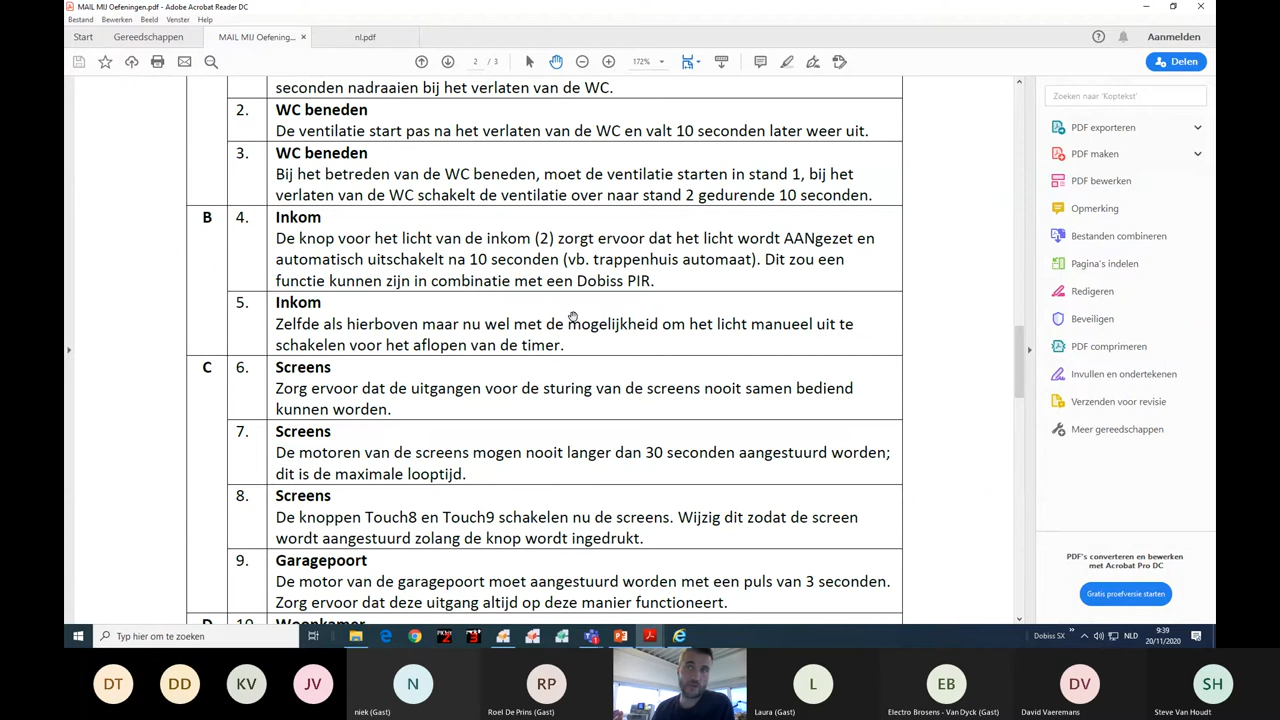 MAIL MIJ Oefeningen.pdf - Adobe Acrobat Reader DC
Bestand Bewerken Beeld Venster Help
Start Gereedschappen MAIL MIJ Oefening... × nl.pdf Aanmelden
2 / 3 172% Delen
seconden nadraaien bij het verlaten van de WC.
2. WC beneden
De ventilatie start pas na het verlaten van de WC en valt 10 seconden later weer uit.
3. WC beneden
Bij het betreden van de WC beneden, moet de ventilatie starten in stand 1, bij het
verlaten van de WC schakelt de ventilatie over naar stand 2 gedurende 10 seconden.
B 4. Inkom
De knop voor het licht van de inkom (2) zorgt ervoor dat het licht wordt AANgezet en
automatisch uitschakelt na 10 seconden (vb. trappenhuis automaat). Dit zou een
functie kunnen zijn in combinatie met een Dobiss PIR.
5. Inkom
Zelfde als hierboven maar nu wel met de mogelijkheid om het licht manueel uit te
schakelen voor het aflopen van de timer.
C 6. Screens
Zorg ervoor dat de uitgangen voor de sturing van de screens nooit samen bediend
kunnen worden.
7. Screens
De motoren van de screens mogen nooit langer dan 30 seconden aangestuurd worden;
dit is de maximale looptijd.
8. Screens
De knoppen Touch8 en Touch9 schakelen nu de screens. Wijzig dit zodat de screen
wordt aangestuurd zolang de knop wordt ingedrukt.
9. Garagepoort
De motor van de garagepoort moet aangestuurd worden met een puls van 3 seconden.
Zorg ervoor dat deze uitgang altijd op deze manier functioneert.
D 10. Woonkamer
Zoeken naar 'Koptekst'
PDF exporteren
PDF maken
PDF bewerken
Opmerking
Bestanden combineren
Pagina's indelen
Redigeren
Beveiligen
PDF comprimeren
Invullen en ondertekenen
Verzenden voor revisie
Meer gereedschappen
PDF's converteren en bewerken
met Acrobat Pro DC
Gratis proefversie starten
Typ hier om te zoeken Dobiss SX NLD 9:39
20/11/2020
DT DD KV JV N RP L EB DV SH
niek (Gast) Roel De Prins (Gast) Laura (Gast) Electro Brosens - Van Dyck (Gast) David Vaeremans Steve Van Houdt